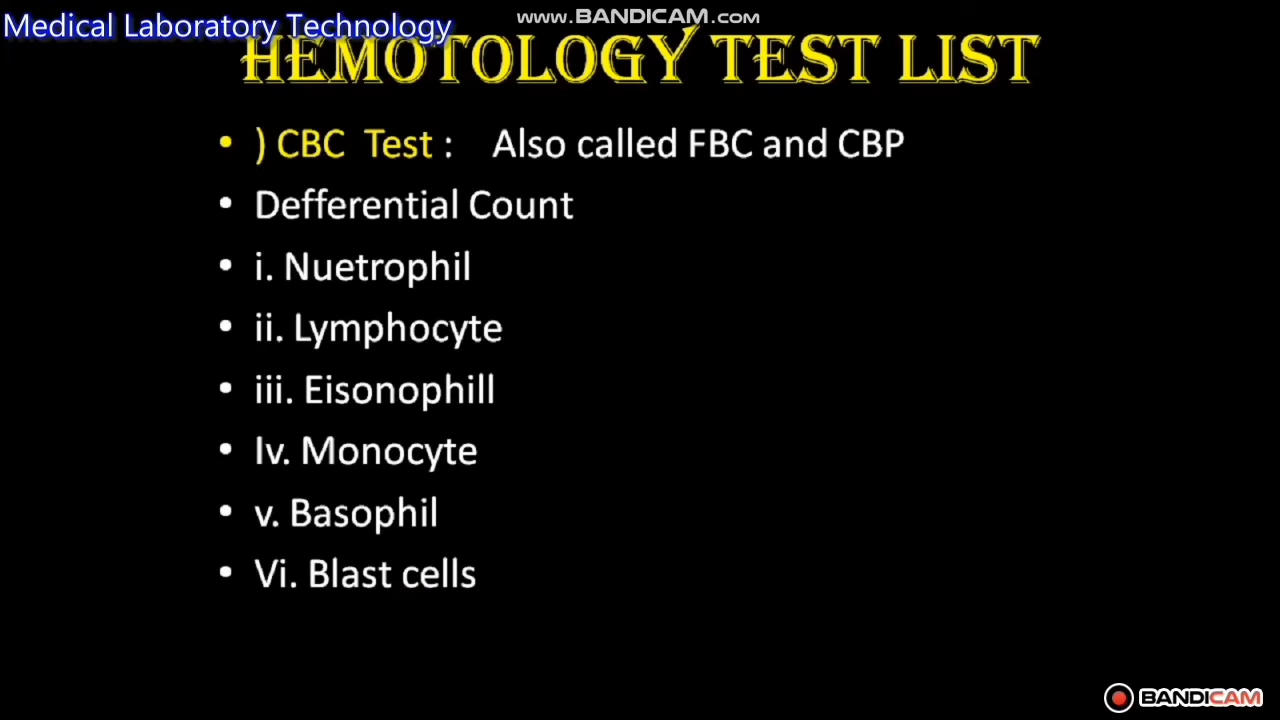 www.BANDICAM.com
Medical Laboratory Technology
HEMOTOLOGY TEST LIST
• ) CBC Test : Also called FBC and CBP
• Defferential Count
• i. Nuetrophil
• ii. Lymphocyte
• iii. Eisonophill
• Iv. Monocyte
• v. Basophil
• Vi. Blast cells
BANDICAM